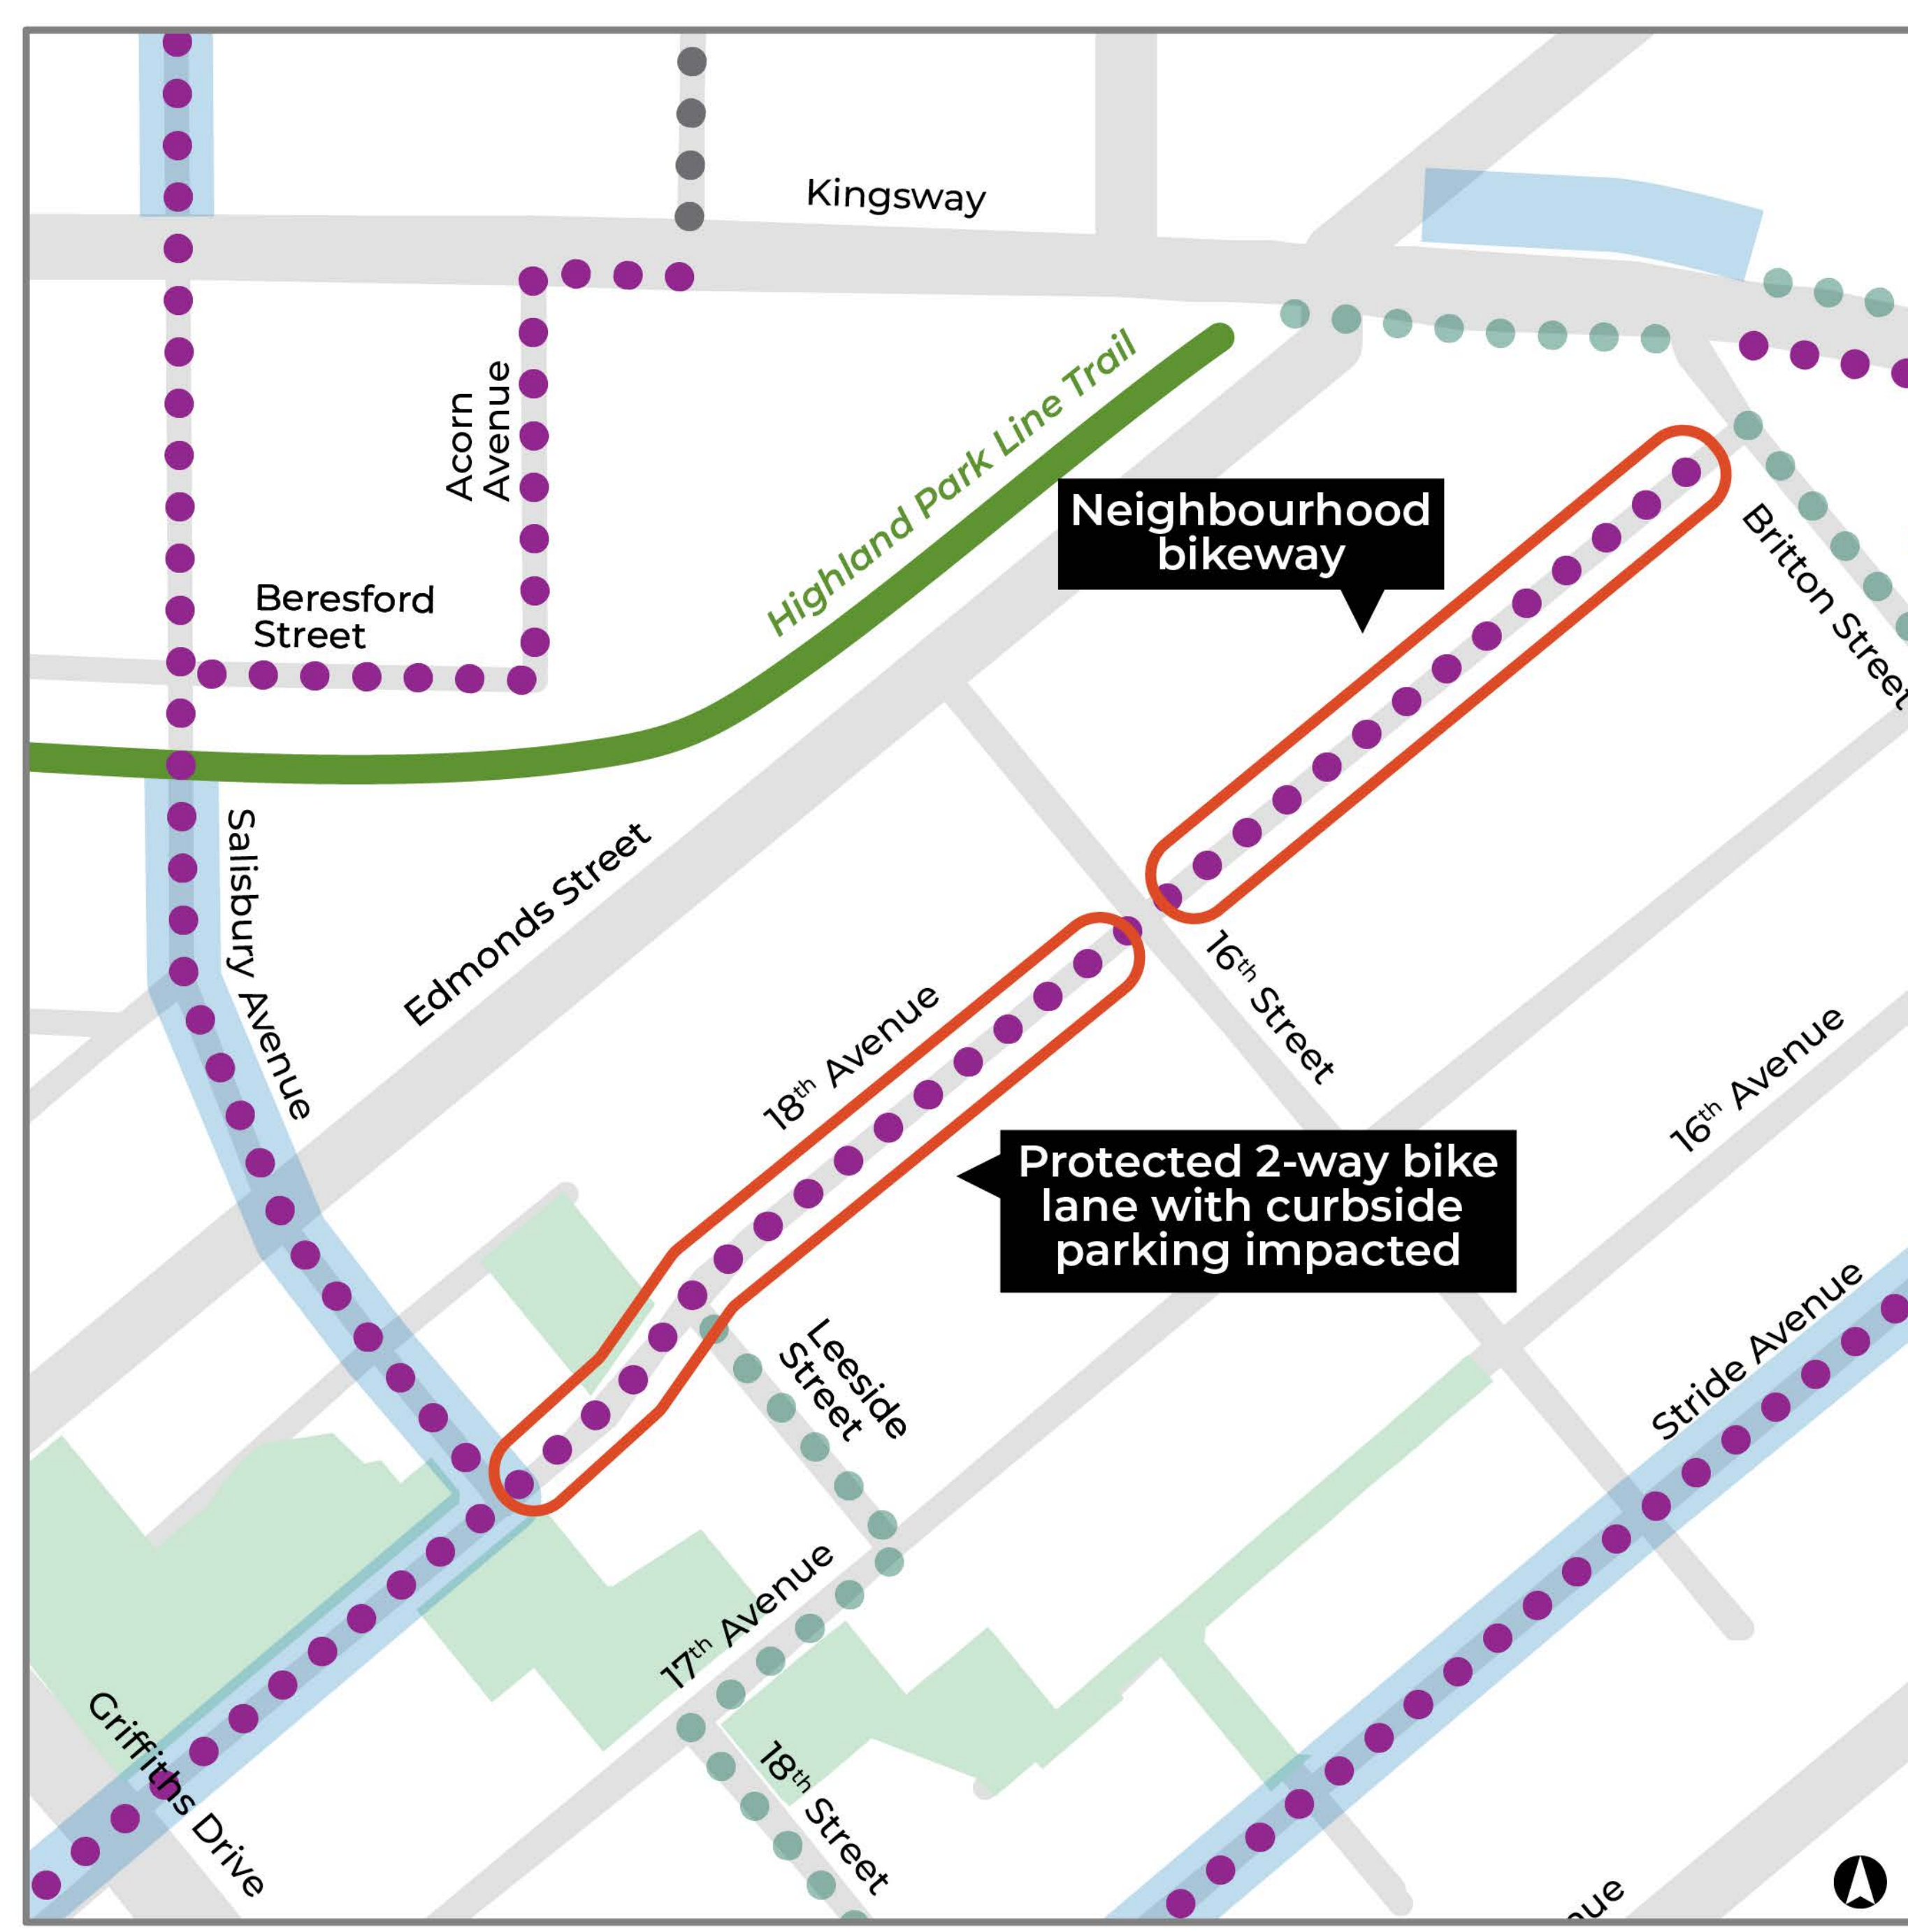 Kingsway
Acorn
Avenue
Highland Park Line Trail
Neighbourhood
bikeway
Beresford
Street
Britton Street
Salisbury Avenue
Edmonds Street
16th Street
18th Avenue
16th Avenue
Protected 2-way bike
lane with curbside
parking impacted
Stride Avenue
Leeside
Street
17th Avenue
Griffiths Drive
18th Street
nue